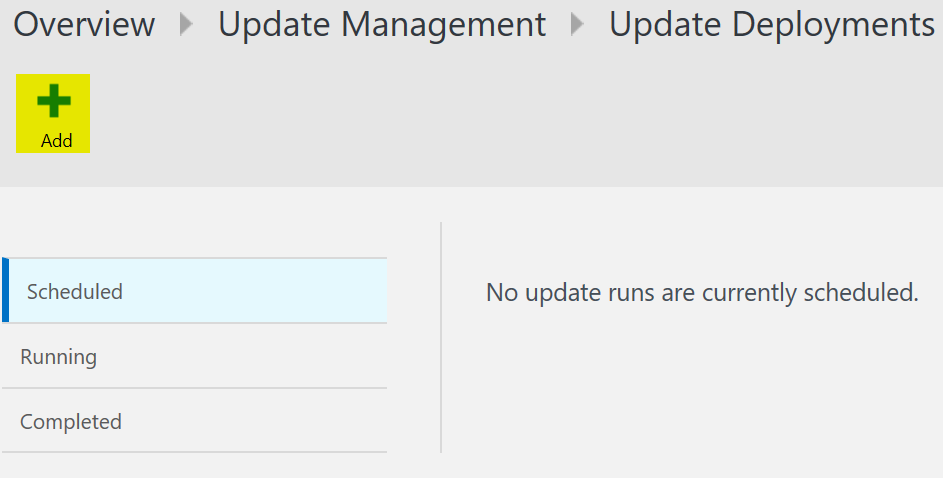 Overview Update Management Update Deployments
Add
Scheduled
No update runs are currently scheduled.
Running
Completed